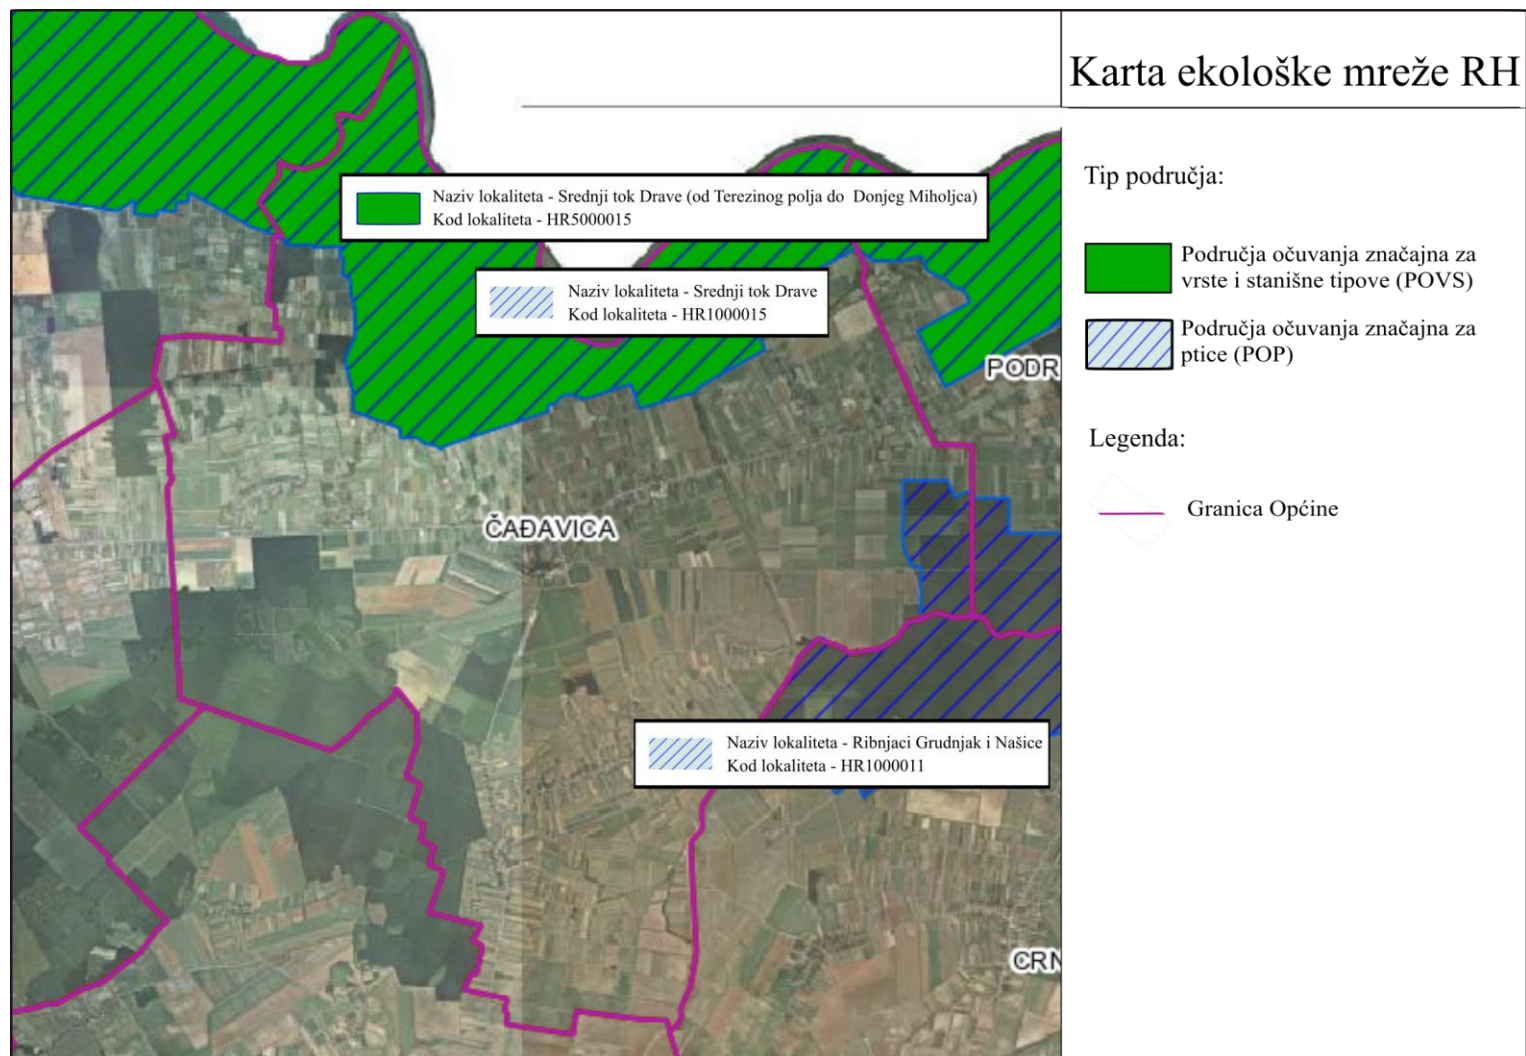 Karta ekološke mreže RH
Tip područja:
Područja očuvanja značajna za
vrste i stanišne tipove (POVS)
Područja očuvanja značajna za
ptice (POP)
Legenda:
Granica Općine
Naziv lokaliteta - Srednji tok Drave (od Terezinog polja do Donjeg Miholjca)
Kod lokaliteta - HR5000015
Naziv lokaliteta - Srednji tok Drave
Kod lokaliteta - HR1000015
PODR
ČAĐAVICA
Naziv lokaliteta - Ribnjaci Grudnjak i Našice
Kod lokaliteta - HR1000011
CRN